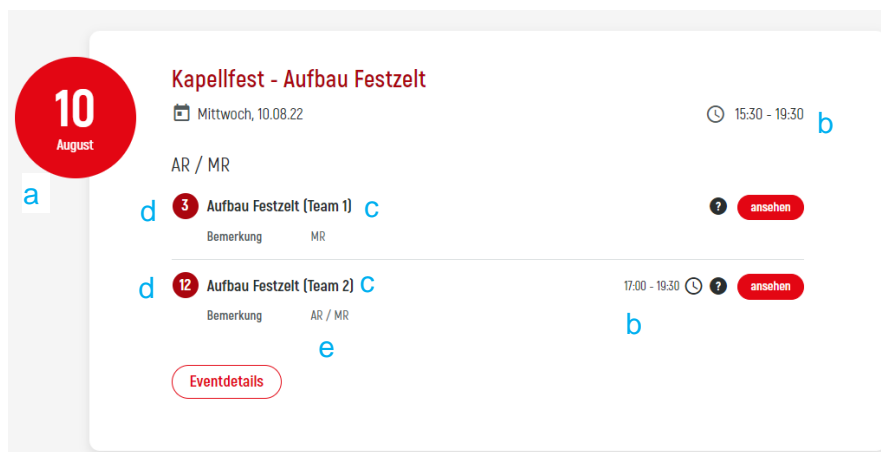 Kapellfest - Aufbau Festzelt
10
August
Mittwoch, 10.08.22
15:30 - 19:30 b
AR / MR
a
d 3 Aufbau Festzelt (Team 1) c ? ansehen
Bemerkung MR
d 12 Aufbau Festzelt (Team 2) c 17:00 - 19:30 ? ansehen
Bemerkung AR / MR b
e
Eventdetails